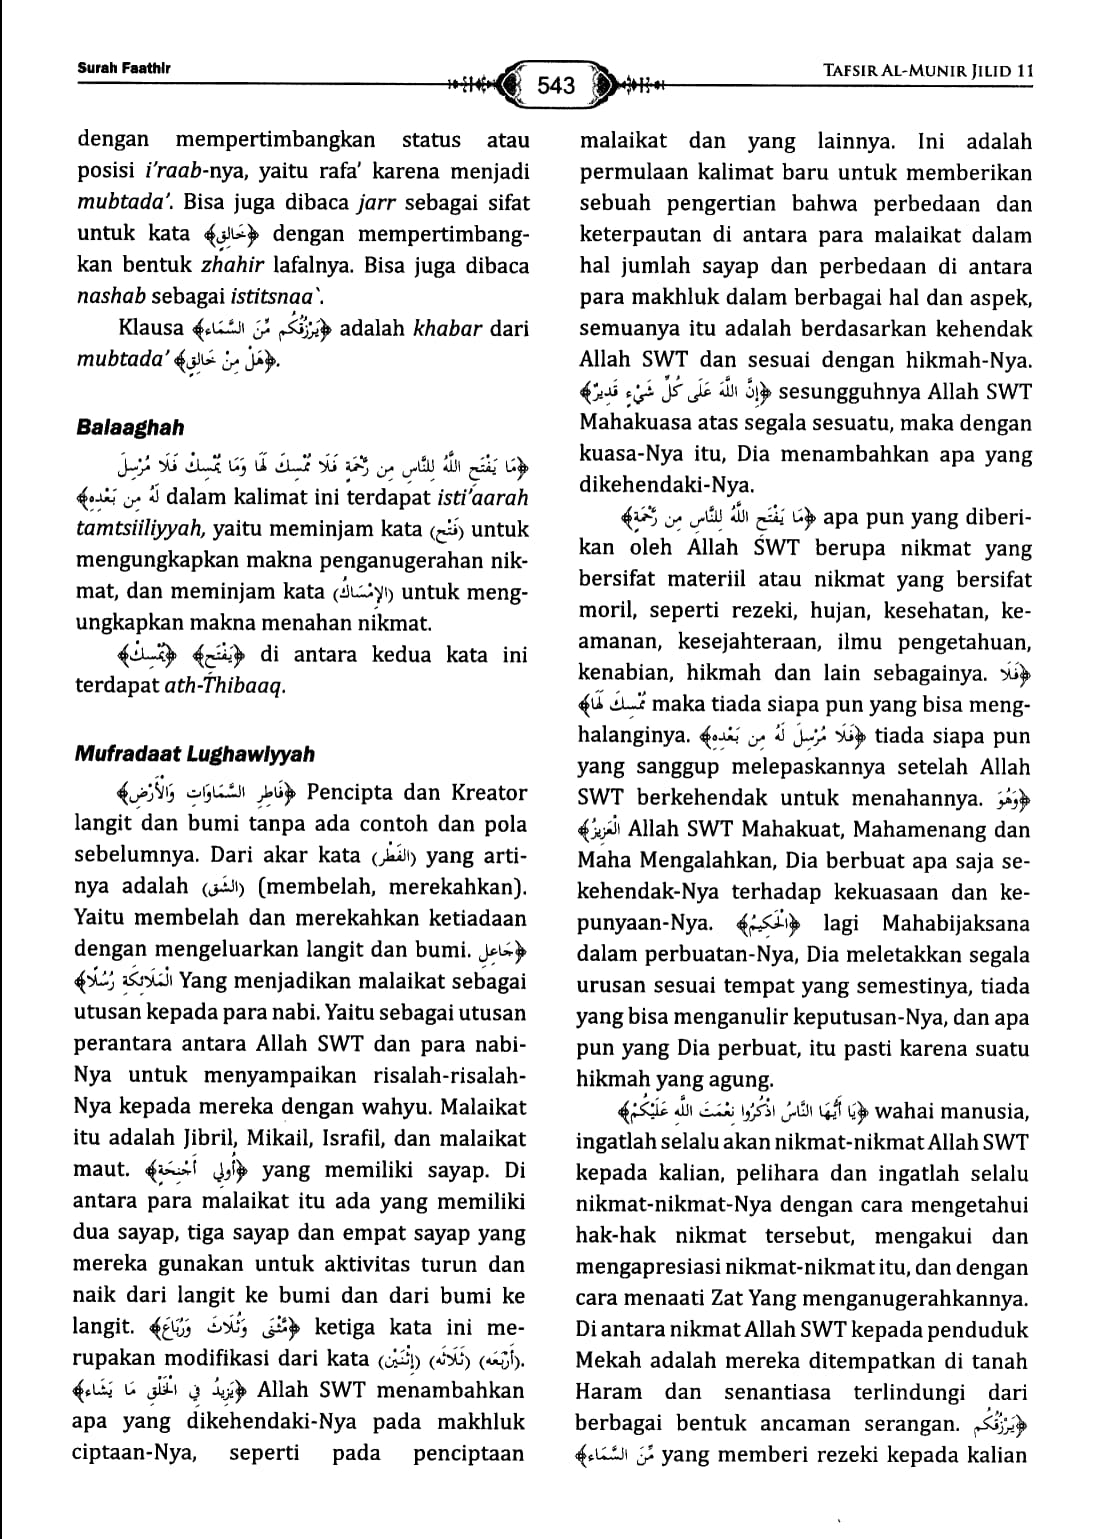 Surah Faathir
543
TAFSIR AL-MUNIR JILID 11
dengan mempertimbangkan status atau
posisi i'raab-nya, yaitu rafa' karena menjadi
mubtada'. Bisa juga dibaca jarr sebagai sifat
untuk kata ﴿خَالِقٍ﴾ dengan mempertimbang-
kan bentuk zhahir lafalnya. Bisa juga dibaca
nashab sebagai istitsnaa`.
Klausa ﴿يَرْزُقُكُم مِّنَ السَّمَاء﴾ adalah khabar dari
mubtada' ﴿هَلْ مِنْ خَالِقٍ﴾.
Balaaghah
﴿مَا يَفْتَحِ اللَّهُ لِلنَّاسِ مِن رَّحْمَةٍ فَلَا مُمْسِكَ لَهَا وَمَا يُمْسِكْ فَلَا مُرْسِلَ
لَهُ مِن بَعْدِهِ﴾ dalam kalimat ini terdapat isti'aarah
tamtsiiliyyah, yaitu meminjam kata (فَتْح) untuk
mengungkapkan makna penganugerahan nik-
mat, dan meminjam kata (الإِمْسَاكُ) untuk meng-
ungkapkan makna menahan nikmat.
﴿يَفْتَحِ﴾ ﴿يُمْسِكْ﴾ di antara kedua kata ini
terdapat ath-Thibaaq.
Mufradaat Lughawiyyah
﴿فَاطِرِ السَّمَاوَاتِ وَالْأَرْضِ﴾ Pencipta dan Kreator
langit dan bumi tanpa ada contoh dan pola
sebelumnya. Dari akar kata (الفَطْر) yang arti-
nya adalah (الشق) (membelah, merekahkan).
Yaitu membelah dan merekahkan ketiadaan
dengan mengeluarkan langit dan bumi. ﴿جَاعِلِ
الْمَلَائِكَةِ رُسُلًا﴾ Yang menjadikan malaikat sebagai
utusan kepada para nabi. Yaitu sebagai utusan
perantara antara Allah SWT dan para nabi-
Nya untuk menyampaikan risalah-risalah-
Nya kepada mereka dengan wahyu. Malaikat
itu adalah Jibril, Mikail, Israfil, dan malaikat
maut. ﴿أُولِي أَجْنِحَةٍ﴾ yang memiliki sayap. Di
antara para malaikat itu ada yang memiliki
dua sayap, tiga sayap dan empat sayap yang
mereka gunakan untuk aktivitas turun dan
naik dari langit ke bumi dan dari bumi ke
langit. ﴿مَّثْنَى وَثُلَاثَ وَرُبَاعَ﴾ ketiga kata ini me-
rupakan modifikasi dari kata (إِثْنَيْنِ) (ثَلَاثَه) (أَرْبَعَه).
﴿يَزِيدُ فِي الْخَلْقِ مَا يَشَاء﴾ Allah SWT menambahkan
apa yang dikehendaki-Nya pada makhluk
ciptaan-Nya, seperti pada penciptaan
malaikat dan yang lainnya. Ini adalah
permulaan kalimat baru untuk memberikan
sebuah pengertian bahwa perbedaan dan
keterpautan di antara para malaikat dalam
hal jumlah sayap dan perbedaan di antara
para makhluk dalam berbagai hal dan aspek,
semuanya itu adalah berdasarkan kehendak
Allah SWT dan sesuai dengan hikmah-Nya.
﴿إِنَّ اللَّهَ عَلَى كُلِّ شَيْءٍ قَدِيرٌ﴾ sesungguhnya Allah SWT
Mahakuasa atas segala sesuatu, maka dengan
kuasa-Nya itu, Dia menambahkan apa yang
dikehendaki-Nya.
﴿مَا يَفْتَحِ اللَّهُ لِلنَّاسِ مِن رَّحْمَةٍ﴾ apa pun yang diberi-
kan oleh Allah SWT berupa nikmat yang
bersifat materiil atau nikmat yang bersifat
moril, seperti rezeki, hujan, kesehatan, ke-
amanan, kesejahteraan, ilmu pengetahuan,
kenabian, hikmah dan lain sebagainya. ﴿فَلَا
مُمْسِكَ لَهَا﴾ maka tiada siapa pun yang bisa meng-
halanginya. ﴿فَلَا مُرْسِلَ لَهُ مِن بَعْدِهِ﴾ tiada siapa pun
yang sanggup melepaskannya setelah Allah
SWT berkehendak untuk menahannya. ﴿وَهُوَ
الْعَزِيزُ﴾ Allah SWT Mahakuat, Mahamenang dan
Maha Mengalahkan, Dia berbuat apa saja se-
kehendak-Nya terhadap kekuasaan dan ke-
punyaan-Nya. ﴿الْحَكِيمُ﴾ lagi Mahabijaksana
dalam perbuatan-Nya, Dia meletakkan segala
urusan sesuai tempat yang semestinya, tiada
yang bisa menganulir keputusan-Nya, dan apa
pun yang Dia perbuat, itu pasti karena suatu
hikmah yang agung.
﴿يَا أَيُّهَا النَّاسُ اذْكُرُوا نِعْمَتَ اللَّهِ عَلَيْكُمْ﴾ wahai manusia,
ingatlah selalu akan nikmat-nikmat Allah SWT
kepada kalian, pelihara dan ingatlah selalu
nikmat-nikmat-Nya dengan cara mengetahui
hak-hak nikmat tersebut, mengakui dan
mengapresiasi nikmat-nikmat itu, dan dengan
cara menaati Zat Yang menganugerahkannya.
Di antara nikmat Allah SWT kepada penduduk
Mekah adalah mereka ditempatkan di tanah
Haram dan senantiasa terlindungi dari
berbagai bentuk ancaman serangan. ﴿يَرْزُقُكُم
مِّنَ السَّمَاء﴾ yang memberi rezeki kepada kalian